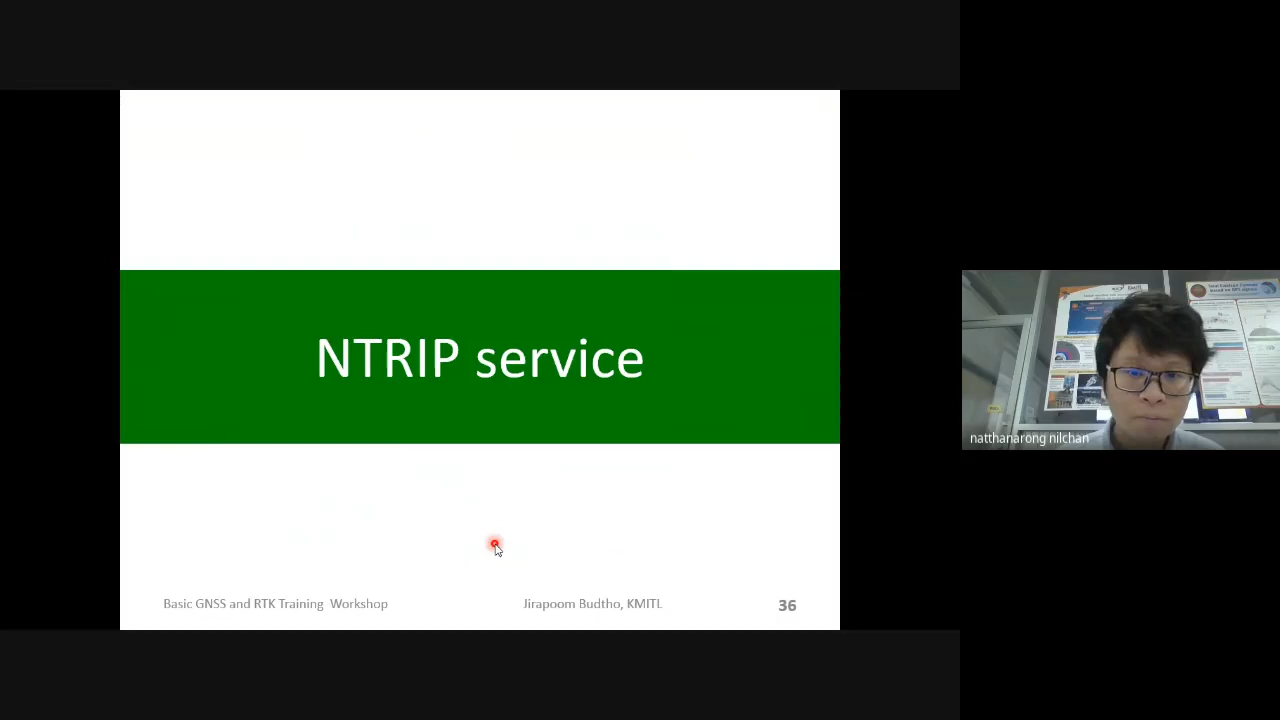 NTRIP service
Basic GNSS and RTK Training Workshop
Jirapoom Budtho, KMITL
36
natthanarong nilchan